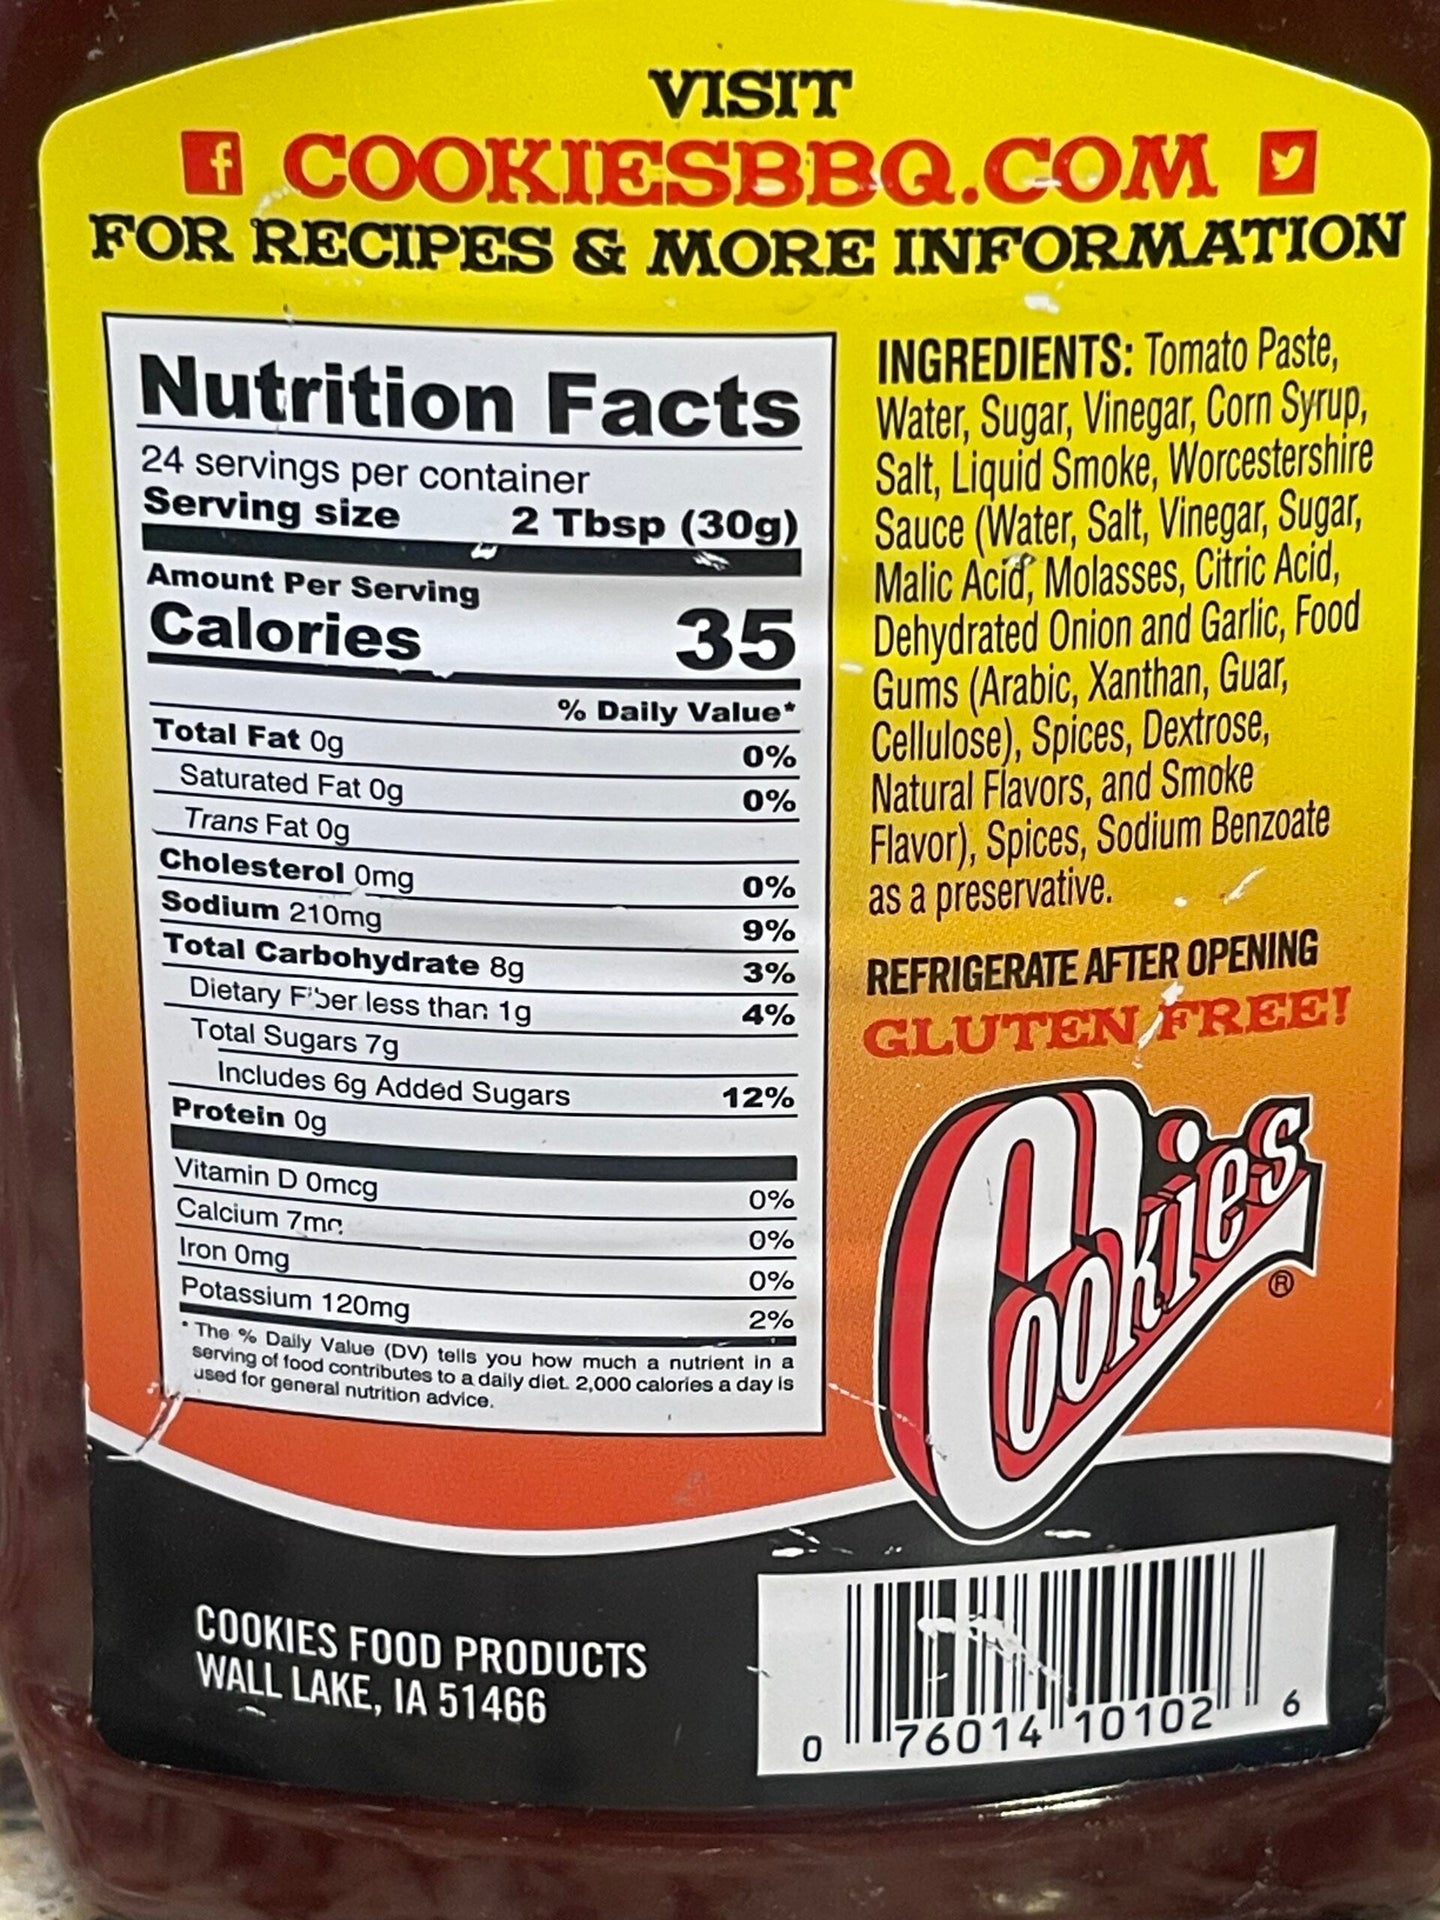 VISIT
COOKIESBBQ.COM
FOR RECIPES & MORE INFORMATION
Nutrition Facts
24 servings per container
Serving size 2 Tbsp (30g)
Amount Per Serving
Calories 35
% Daily Value*
Total Fat 0g 0%
Saturated Fat 0g 0%
Trans Fat 0g
Cholesterol 0mg 0%
Sodium 210mg 9%
Total Carbohydrate 8g 3%
Dietary Fiber less than 1g 4%
Total Sugars 7g
Includes 6g Added Sugars 12%
Protein 0g
Vitamin D 0mcg 0%
Calcium 7mg 0%
Iron 0mg 0%
Potassium 120mg 2%
* The % Daily Value (DV) tells you how much a nutrient in a
serving of food contributes to a daily diet. 2,000 calories a day is
used for general nutrition advice.
INGREDIENTS: Tomato Paste,
Water, Sugar, Vinegar, Corn Syrup,
Salt, Liquid Smoke, Worcestershire
Sauce (Water, Salt, Vinegar, Sugar,
Malic Acid, Molasses, Citric Acid,
Dehydrated Onion and Garlic, Food
Gums (Arabic, Xanthan, Guar,
Cellulose), Spices, Dextrose,
Natural Flavors, and Smoke
Flavor), Spices, Sodium Benzoate
as a preservative.
REFRIGERATE AFTER OPENING
GLUTEN FREE!
Cookies®
COOKIES FOOD PRODUCTS
WALL LAKE, IA 51466
0 76014 10102 6